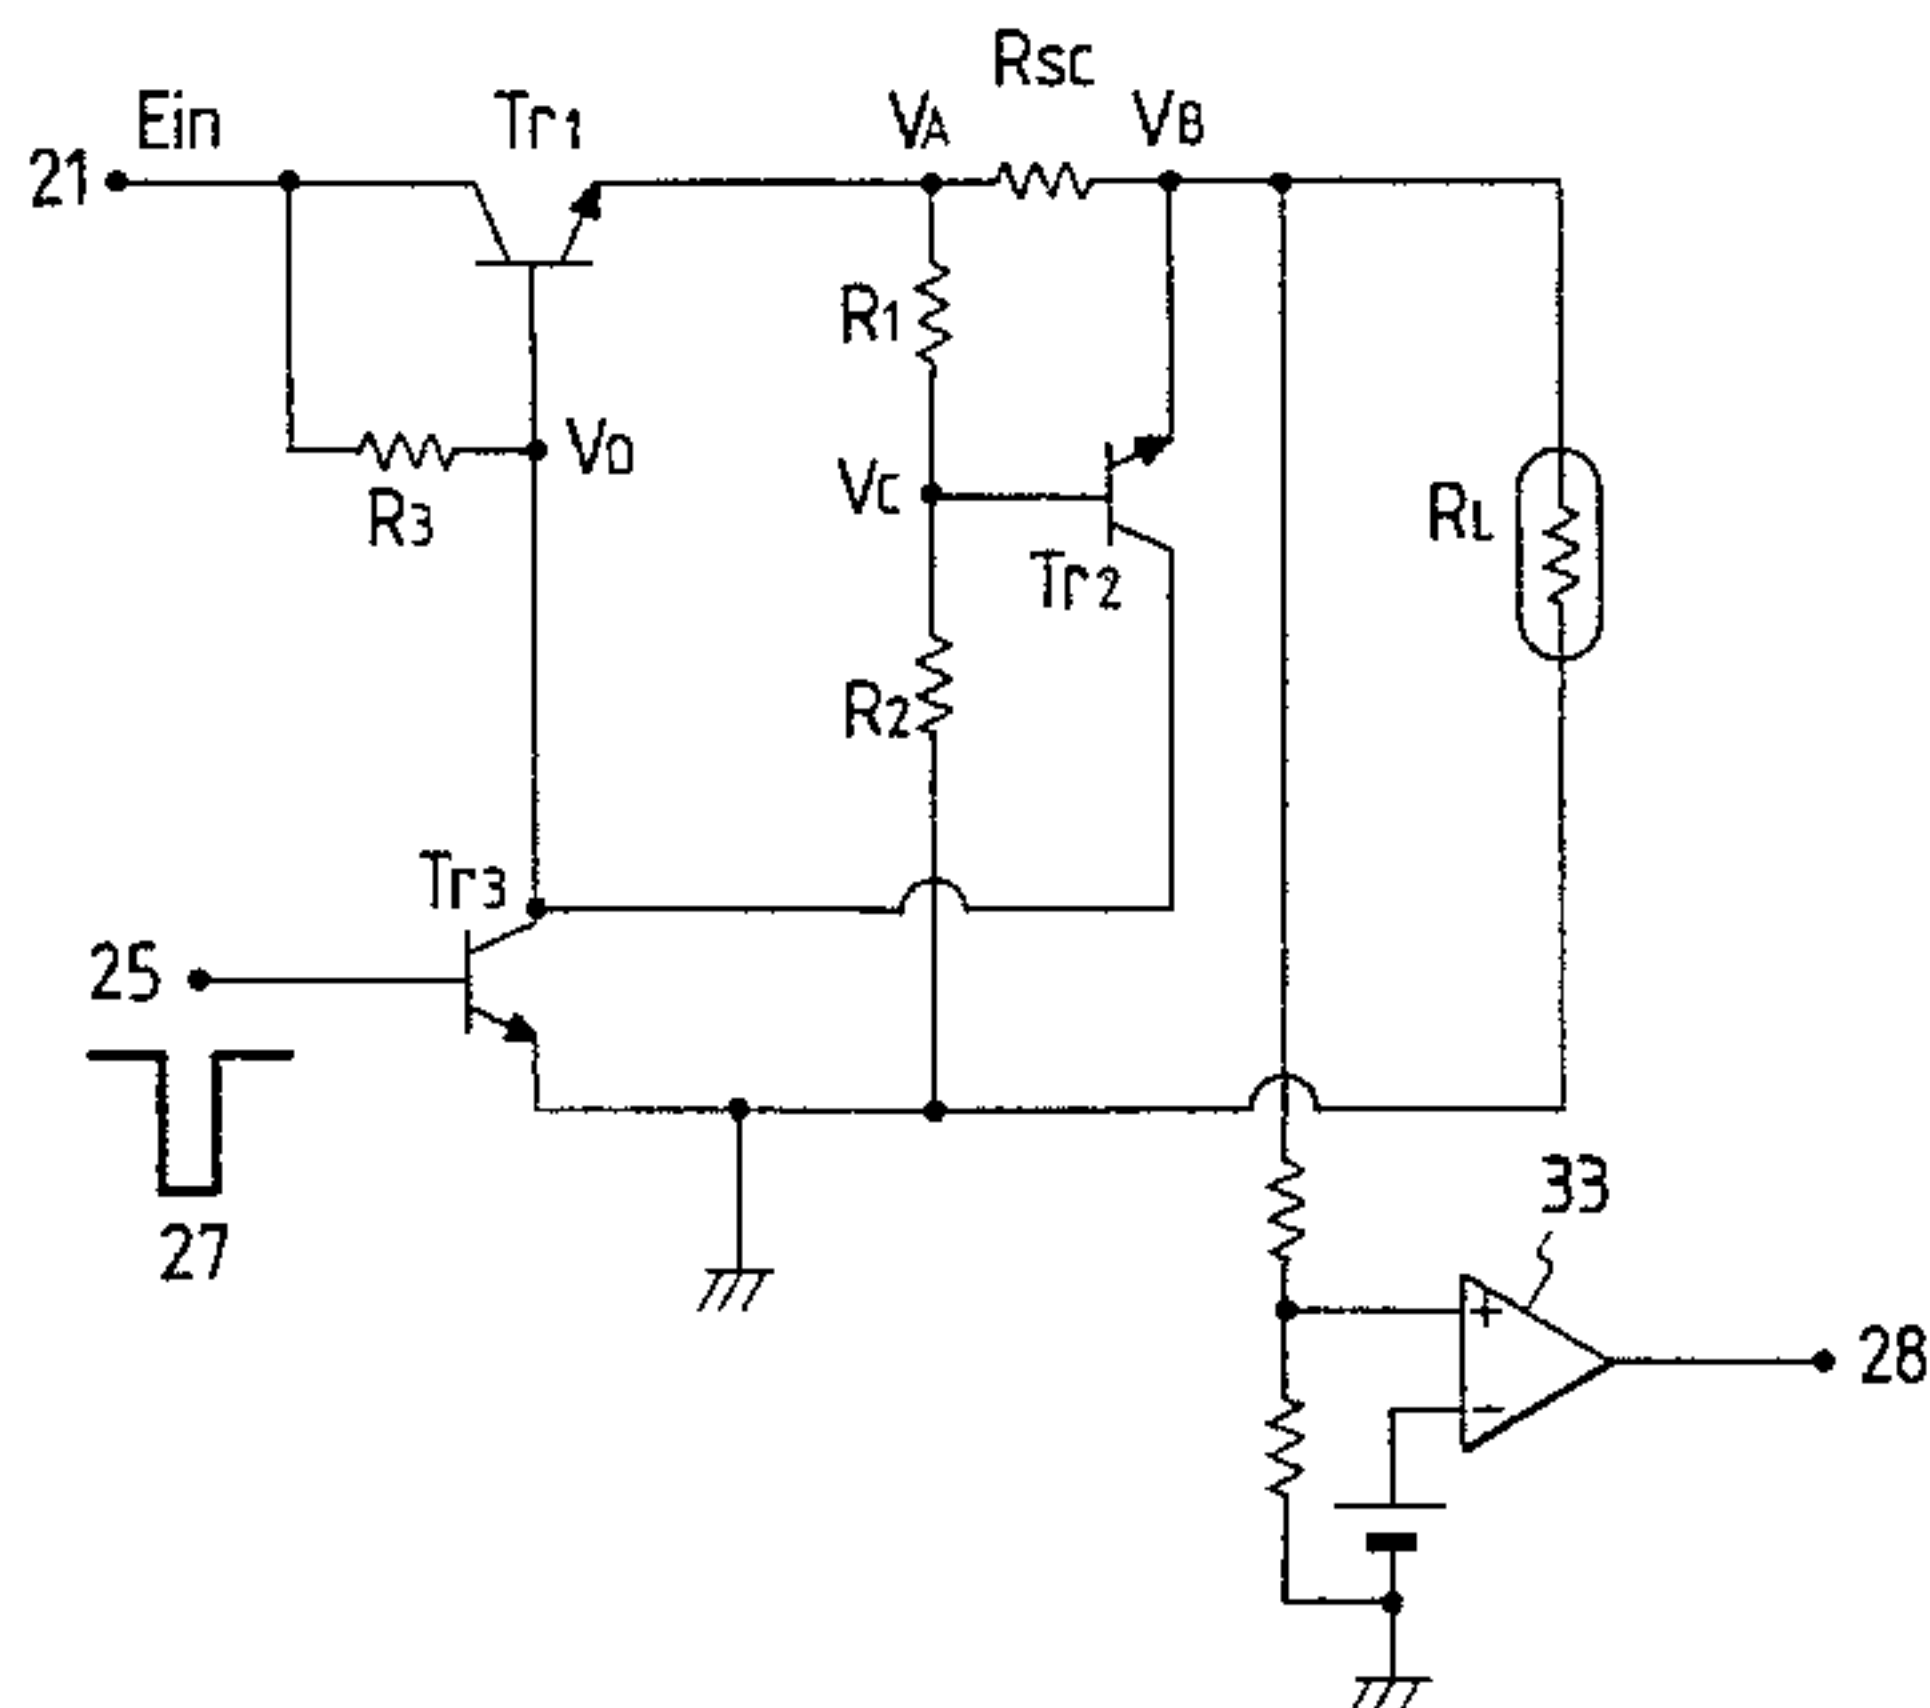 Rsc
Ein
Tr1
VA
VB
21
R1
VD
VC
R3
RL
Tr2
R2
Tr3
25
33
27
+
28
−